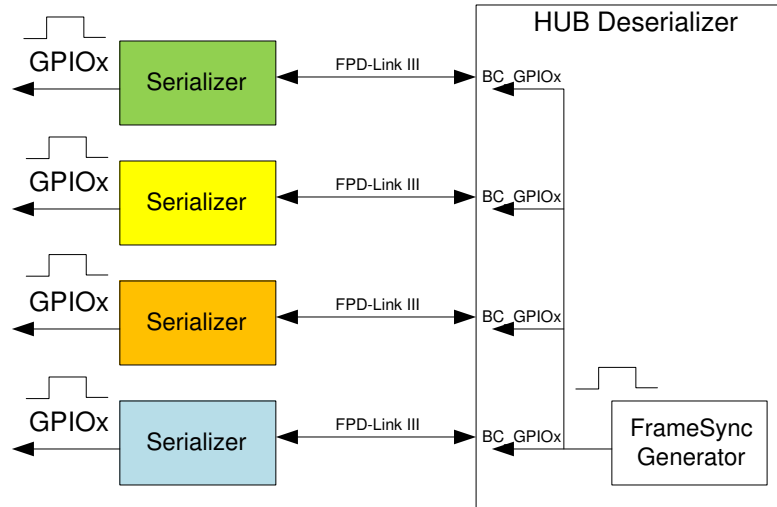 HUB Deserializer
GPIOx
Serializer
FPD-Link III
BC_GPIOx
GPIOx
Serializer
FPD-Link III
BC_GPIOx
GPIOx
Serializer
FPD-Link III
BC_GPIOx
GPIOx
Serializer
FPD-Link III
BC_GPIOx
FrameSync
Generator